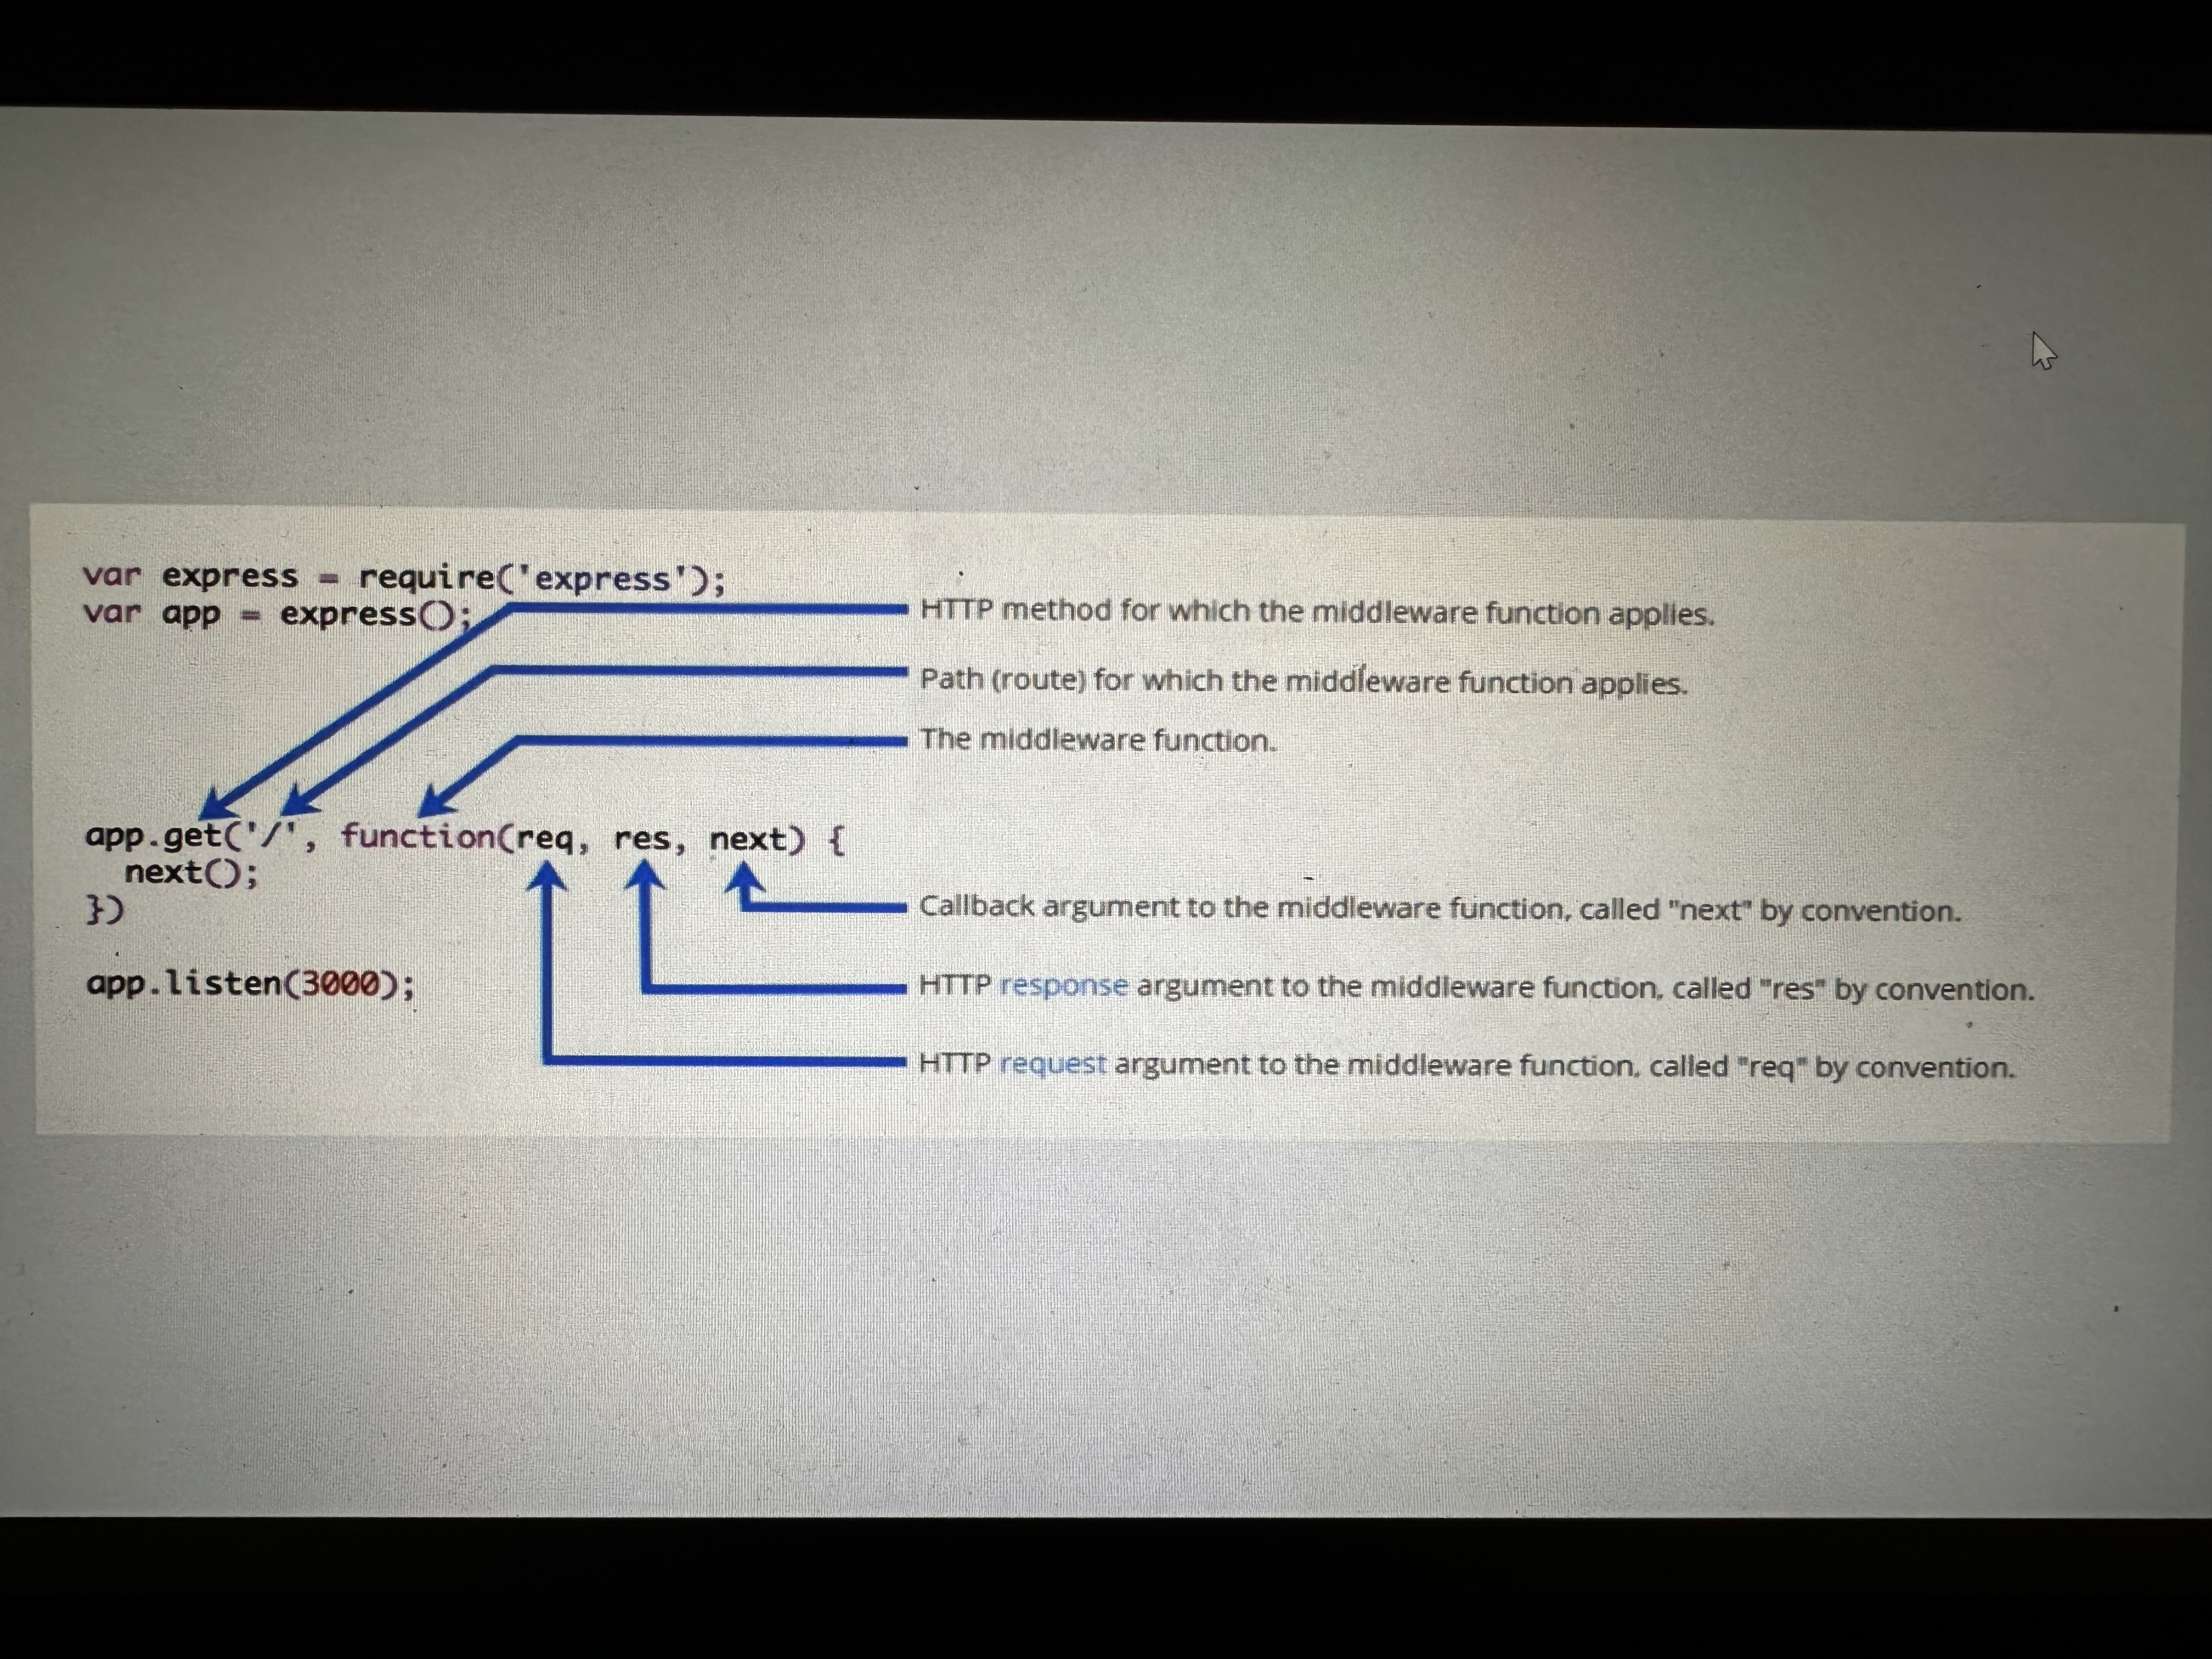 var express = require('express');
var app = express();
HTTP method for which the middleware function applies.
Path (route) for which the middleware function applies.
The middleware function.
app.get('/', function(req, res, next) {
next();
})
Callback argument to the middleware function, called "next" by convention.
app.listen(3000);
HTTP response argument to the middleware function, called "res" by convention.
HTTP request argument to the middleware function, called "req" by convention.